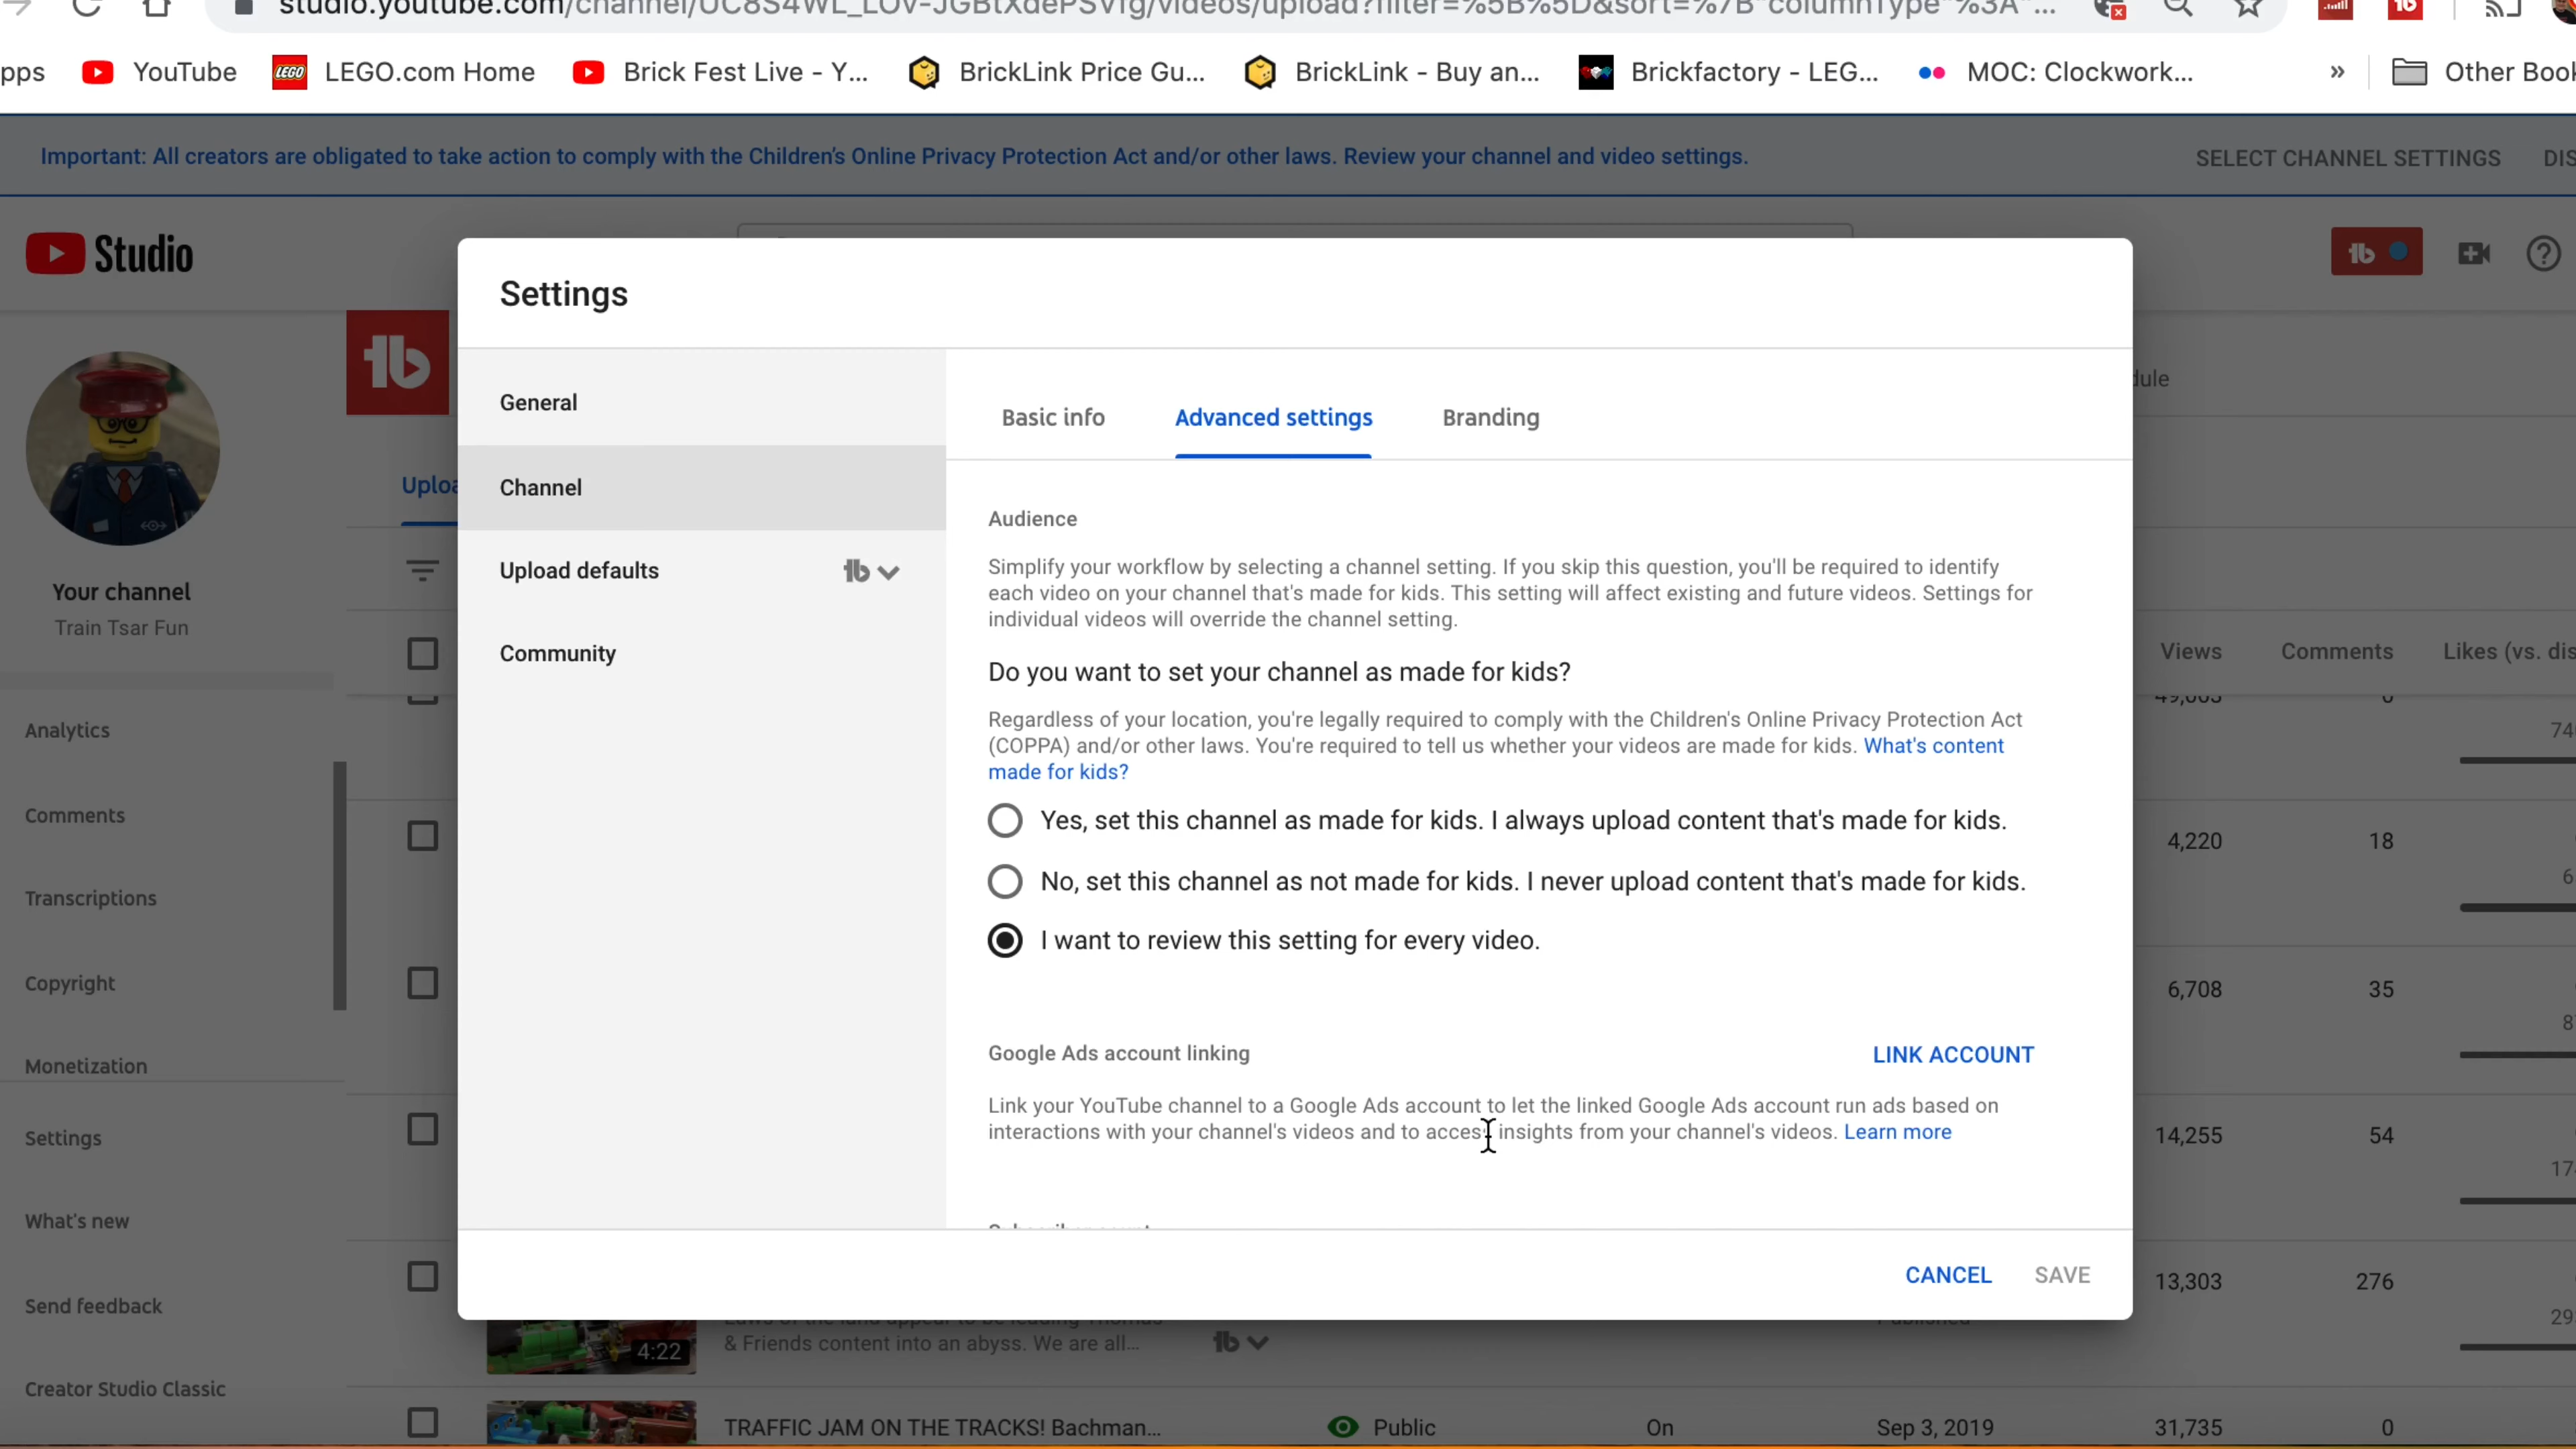 studio.youtube.com/channel/UC8S4WL_LOv-JGBtXdePSVfg/videos/upload?filter=%5B%5D&sort=%7B"columnType"%3A"...
pps YouTube LEGO.com Home Brick Fest Live - Y... BrickLink Price Gu... BrickLink - Buy an... Brickfactory - LEG... MOC: Clockwork... » Other Book
Important: All creators are obligated to take action to comply with the Children's Online Privacy Protection Act and/or other laws. Review your channel and video settings. SELECT CHANNEL SETTINGS DIS
Studio
Settings
General
Channel
Upload defaults
Community
Basic info Advanced settings Branding
Audience
Simplify your workflow by selecting a channel setting. If you skip this question, you'll be required to identify
each video on your channel that's made for kids. This setting will affect existing and future videos. Settings for
individual videos will override the channel setting.
Do you want to set your channel as made for kids?
Regardless of your location, you're legally required to comply with the Children's Online Privacy Protection Act
(COPPA) and/or other laws. You're required to tell us whether your videos are made for kids. What's content
made for kids?
Yes, set this channel as made for kids. I always upload content that's made for kids.
No, set this channel as not made for kids. I never upload content that's made for kids.
I want to review this setting for every video.
Google Ads account linking LINK ACCOUNT
Link your YouTube channel to a Google Ads account to let the linked Google Ads account run ads based on
interactions with your channel's videos and to access insights from your channel's videos. Learn more
CANCEL SAVE
Your channel
Train Tsar Fun
Analytics
Comments
Transcriptions
Copyright
Monetization
Settings
What's new
Send feedback
Creator Studio Classic
Uploa
dule
Views Comments Likes (vs. dis
49,663 0
74
4,220 18
6
6,708 35
8
14,255 54
17
13,303 276
29
4:22
& Friends content into an abyss. We are all...
TRAFFIC JAM ON THE TRACKS! Bachman... Public On Sep 3, 2019 31,735 0